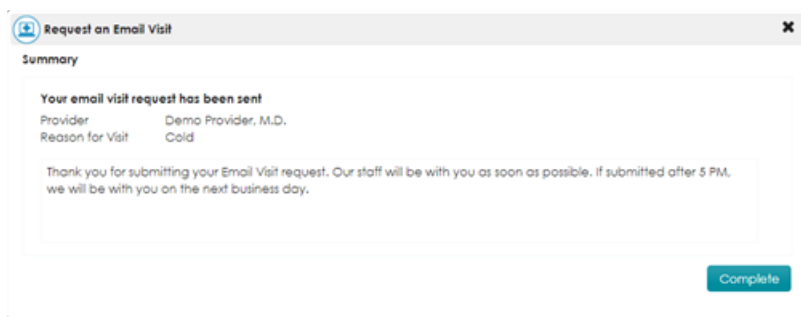 Request an Email Visit
Summary
Your email visit request has been sent
Provider Demo Provider, M.D.
Reason for Visit Cold
Thank you for submitting your Email Visit request. Our staff will be with you as soon as possible. If submitted after 5 PM,
we will be with you on the next business day.
Complete